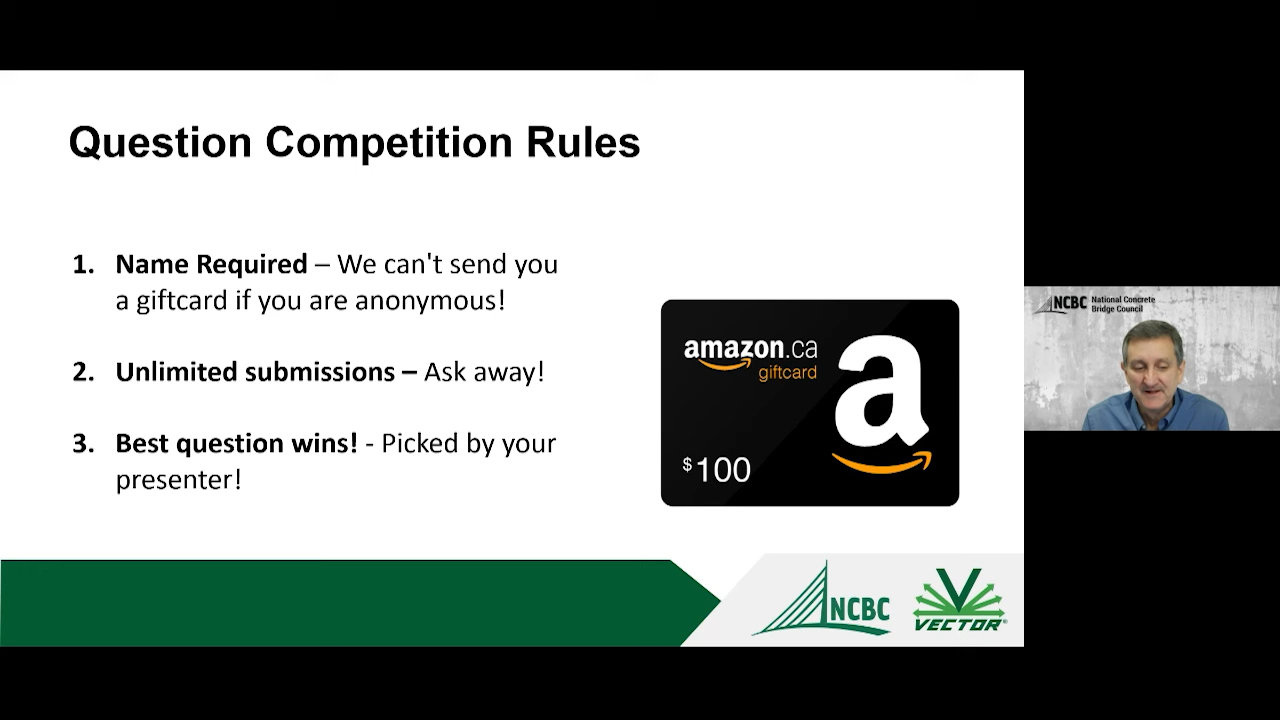 Question Competition Rules
1. Name Required – We can't send you
a giftcard if you are anonymous!
2. Unlimited submissions – Ask away!
3. Best question wins! - Picked by your
presenter!
amazon.ca
giftcard
a
$100
NCBC
VECTOR®
NCBC National Concrete
Bridge Council